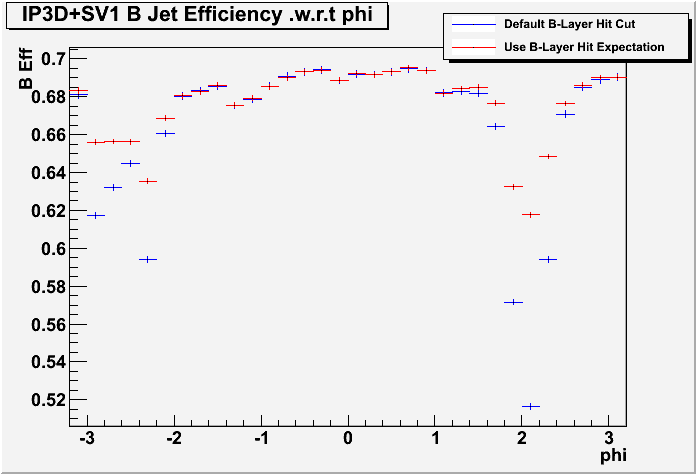 IP3D+SV1 B Jet Efficiency .w.r.t phi
Default B-Layer Hit Cut
Use B-Layer Hit Expectation
B Eff
0.7
0.68
0.66
0.64
0.62
0.6
0.58
0.56
0.54
0.52
-3 -2 -1 0 1 2 3
phi